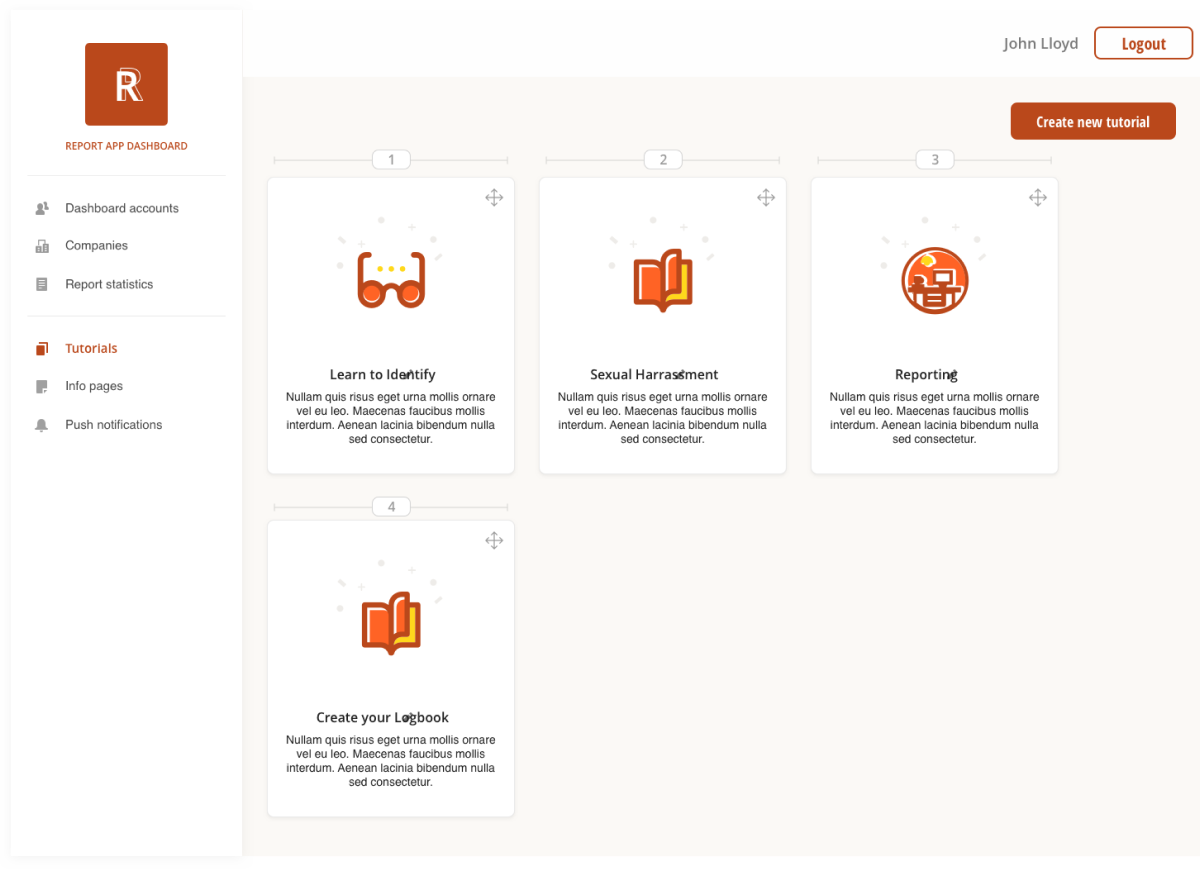 R
REPORT APP DASHBOARD
Dashboard accounts
Companies
Report statistics
Tutorials
Info pages
Push notifications
John Lloyd
Logout
Create new tutorial
1
Learn to Identify
Nullam quis risus eget urna mollis ornare
vel eu leo. Maecenas faucibus mollis
interdum. Aenean lacinia bibendum nulla
sed consectetur.
2
Sexual Harrassment
Nullam quis risus eget urna mollis ornare
vel eu leo. Maecenas faucibus mollis
interdum. Aenean lacinia bibendum nulla
sed consectetur.
3
Reporting
Nullam quis risus eget urna mollis ornare
vel eu leo. Maecenas faucibus mollis
interdum. Aenean lacinia bibendum nulla
sed consectetur.
4
Create your Logbook
Nullam quis risus eget urna mollis ornare
vel eu leo. Maecenas faucibus mollis
interdum. Aenean lacinia bibendum nulla
sed consectetur.